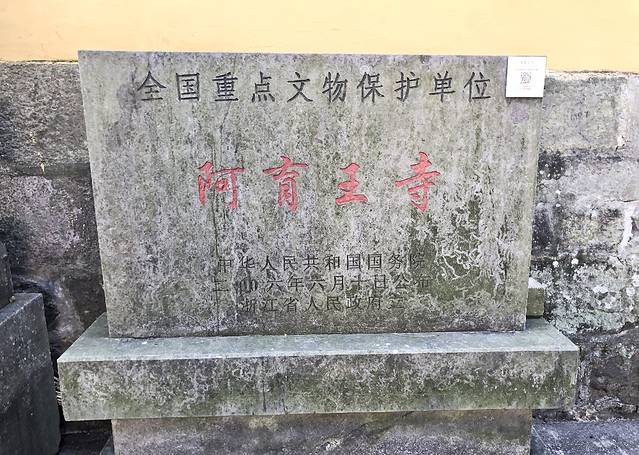 全国重点文物保护单位
阿育王寺
中华人民共和国国务院
二〇〇六年六月十日公布
浙江省人民政府立